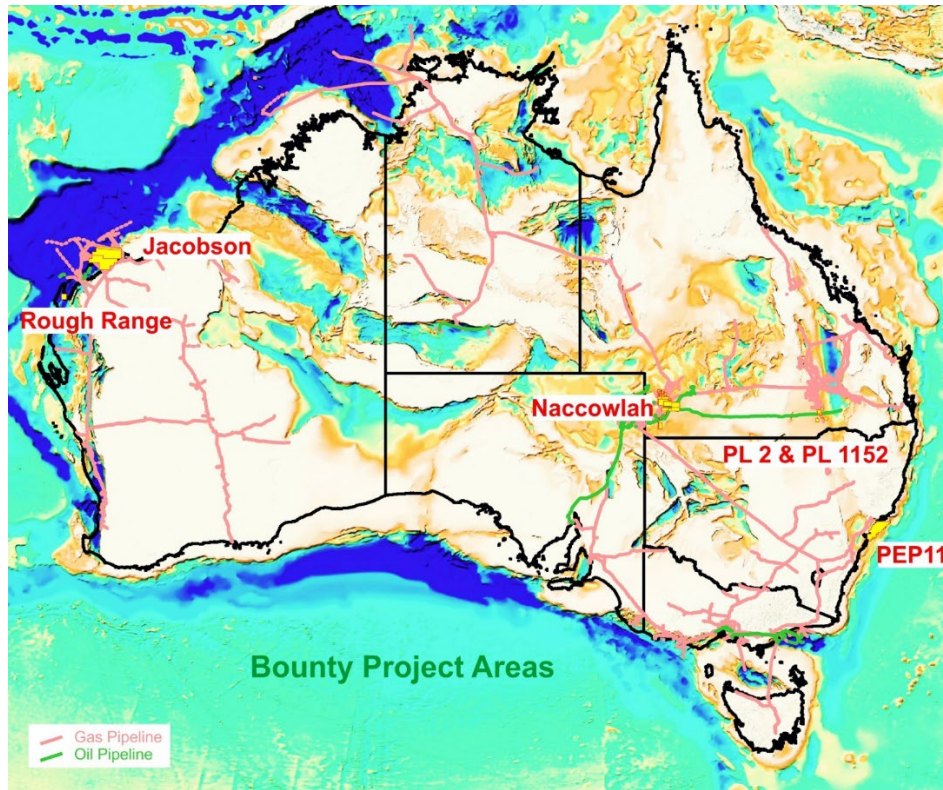 Jacobson
Rough Range
Naccowlah
PL 2 & PL 1152
PEP11
Bounty Project Areas
Gas Pipeline
Oil Pipeline